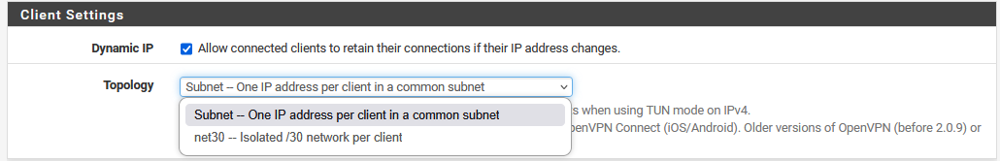 Client Settings
Dynamic IP Allow connected clients to retain their connections if their IP address changes.
Topology Subnet -- One IP address per client in a common subnet
Subnet -- One IP address per client in a common subnet
s when using TUN mode on IPv4.
net30 -- Isolated /30 network per client
penVPN Connect (iOS/Android). Older versions of OpenVPN (before 2.0.9) or